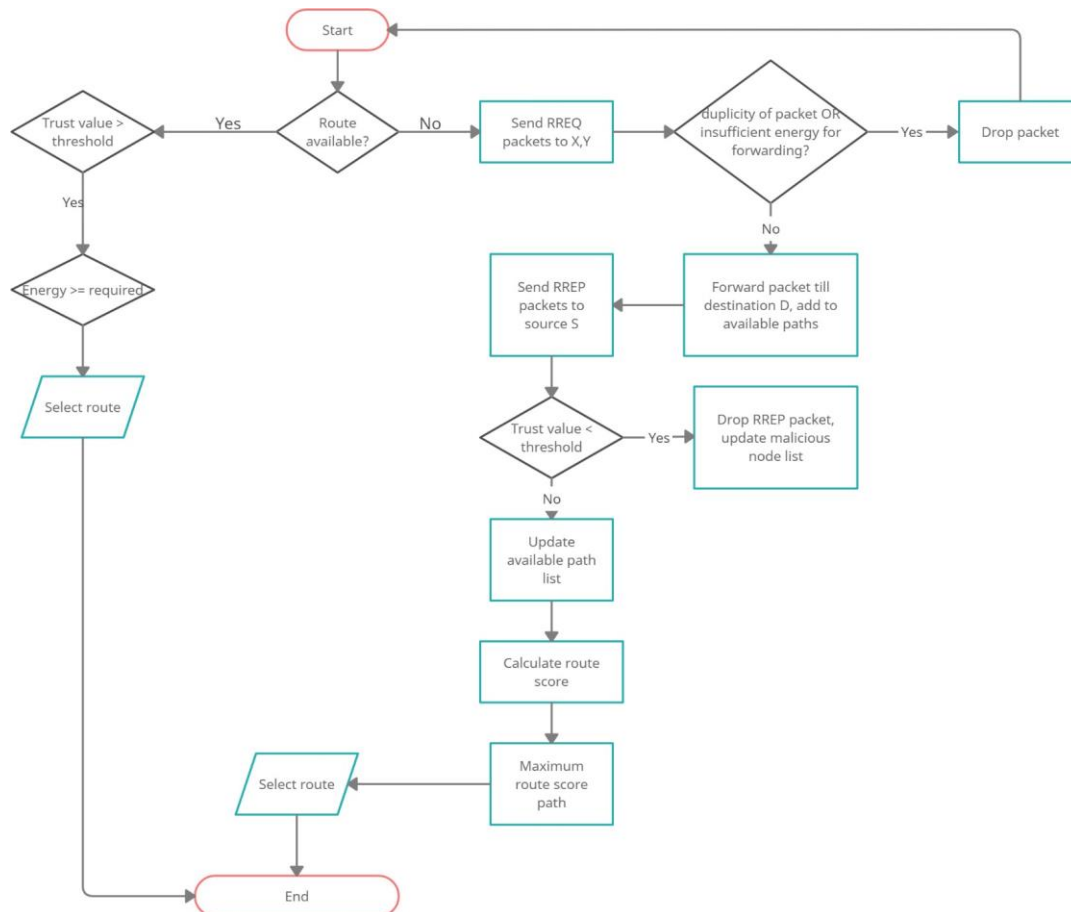 Start
Trust value >
threshold
Yes
Route
available?
No
Send RREQ
packets to X,Y
duplicity of packet OR
insufficient energy for
forwarding?
Yes
Drop packet
Yes
No
Energy >= required
Send RREP
packets to
source S
Forward packet till
destination D, add to
available paths
Select route
Trust value <
threshold
Yes
Drop RREP packet,
update malicious
node list
No
Update
available path
list
Calculate route
score
Select route
Maximum
route score
path
End